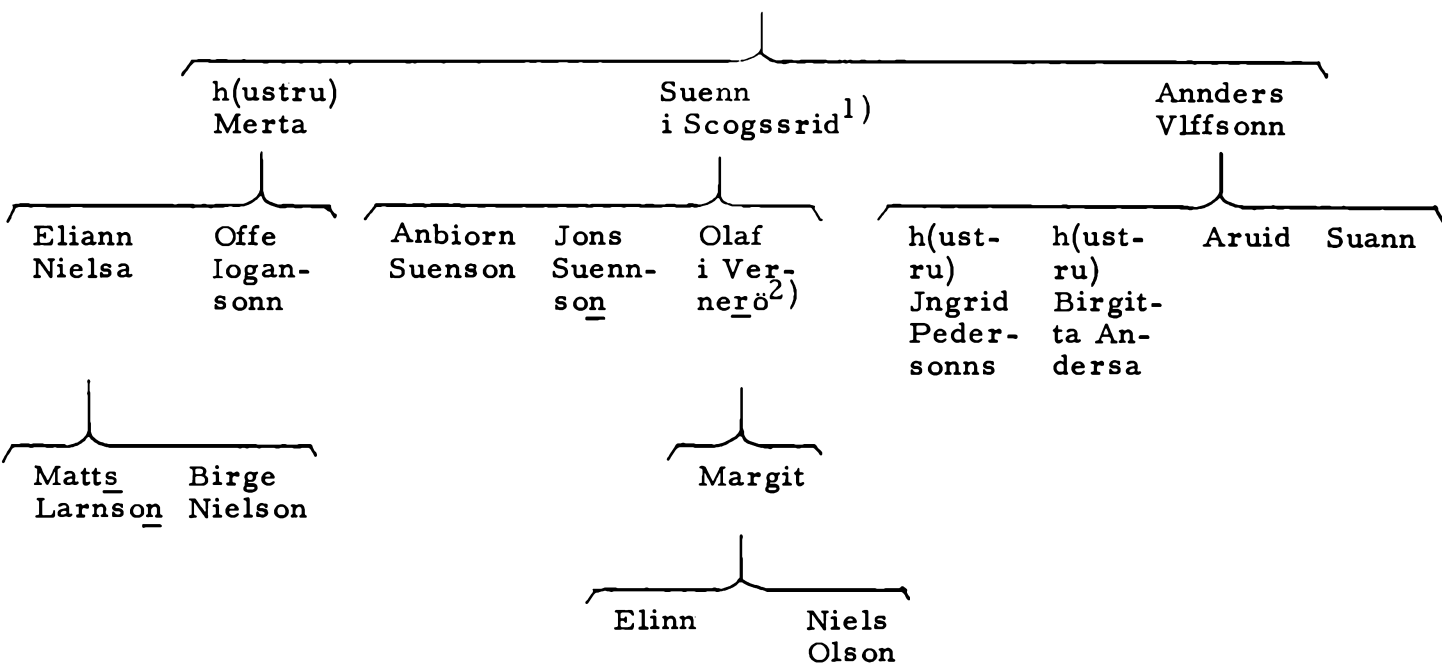 h(ustru)
Merta
Suenn
i Scogssrid1)
Annders
Vlffsonn
Eliann
Nielsa
Offe
Iogan-
sonn
Anbiorn
Suenson
Jons
Suenn-
son
Olaf
i Ver-
nerö2)
h(ust-
ru)
Jngrid
Peder-
sonns
h(ust-
ru)
Birgit-
ta An-
dersa
Aruid
Suann
Matts
Larnson
Birge
Nielson
Margit
Elinn
Niels
Olson